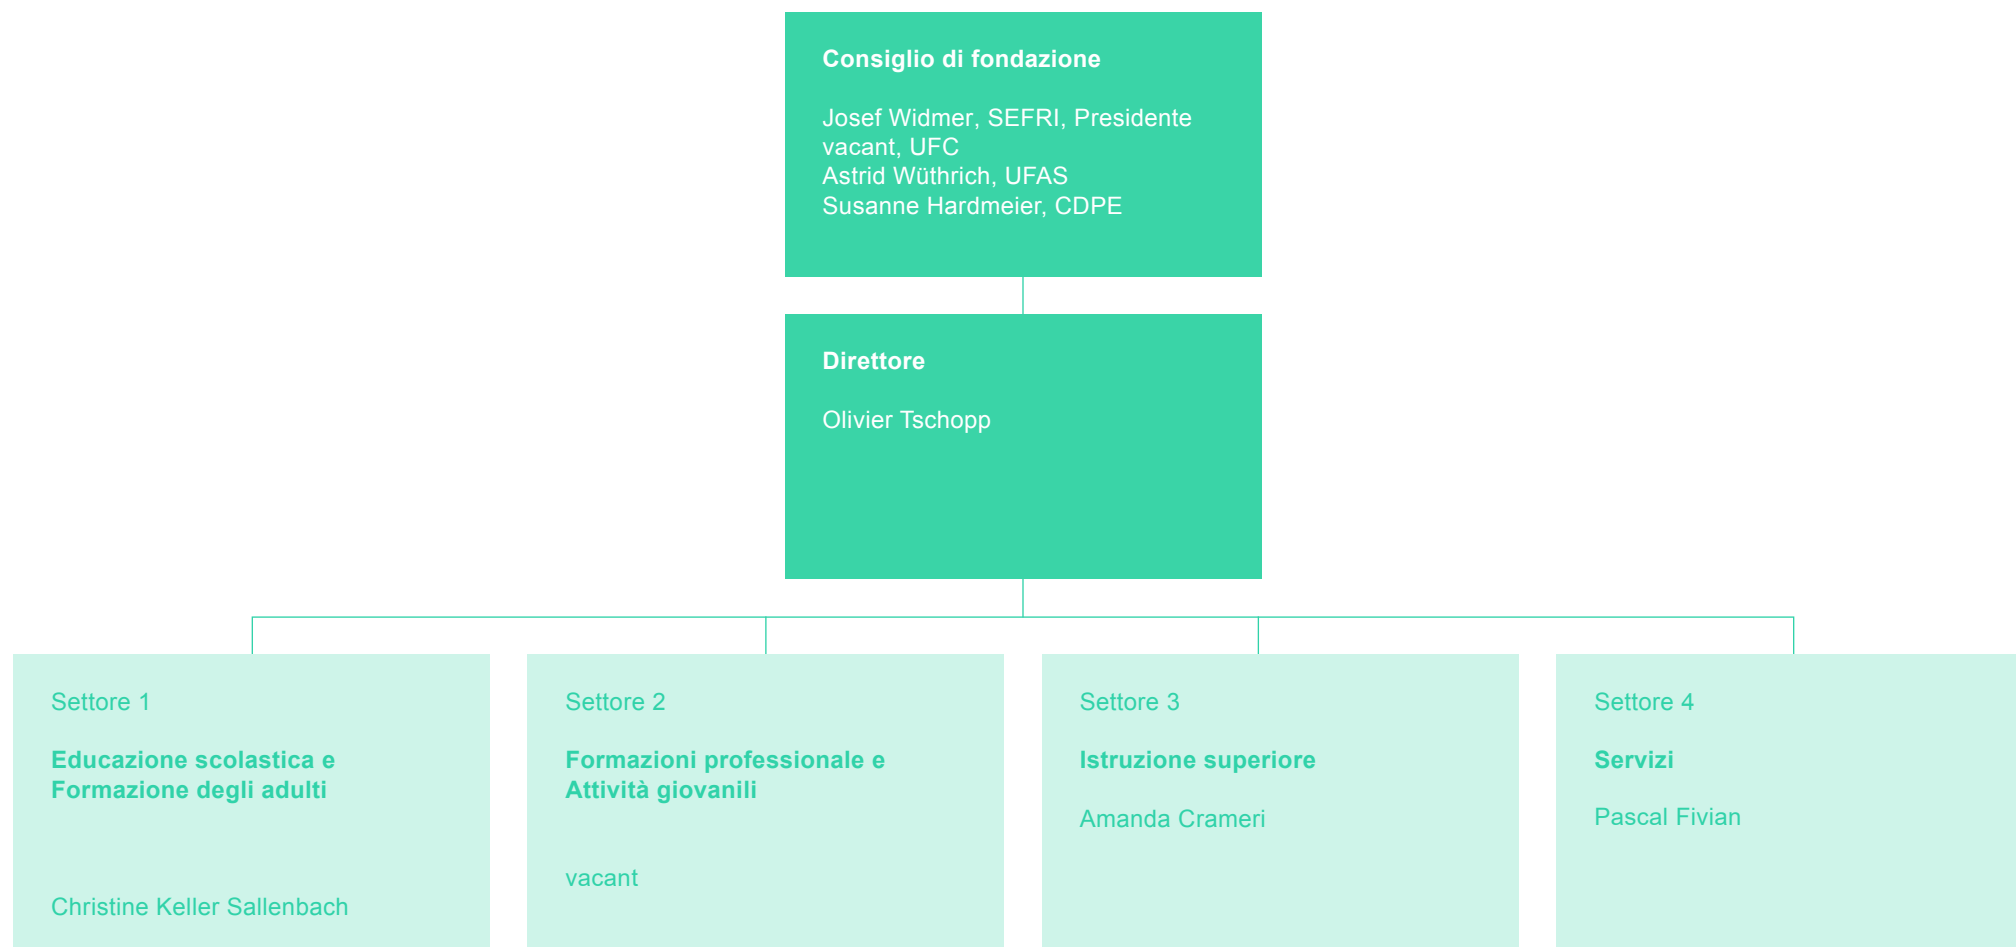 Consiglio di fondazione
Josef Widmer, SEFRI, Presidente
vacant, UFC
Astrid Wüthrich, UFAS
Susanne Hardmeier, CDPE
Direttore
Olivier Tschopp
Settore 1
Educazione scolastica e
Formazione degli adulti
Christine Keller Sallenbach
Settore 2
Formazioni professionale e
Attività giovanili
vacant
Settore 3
Istruzione superiore
Amanda Crameri
Settore 4
Servizi
Pascal Fivian